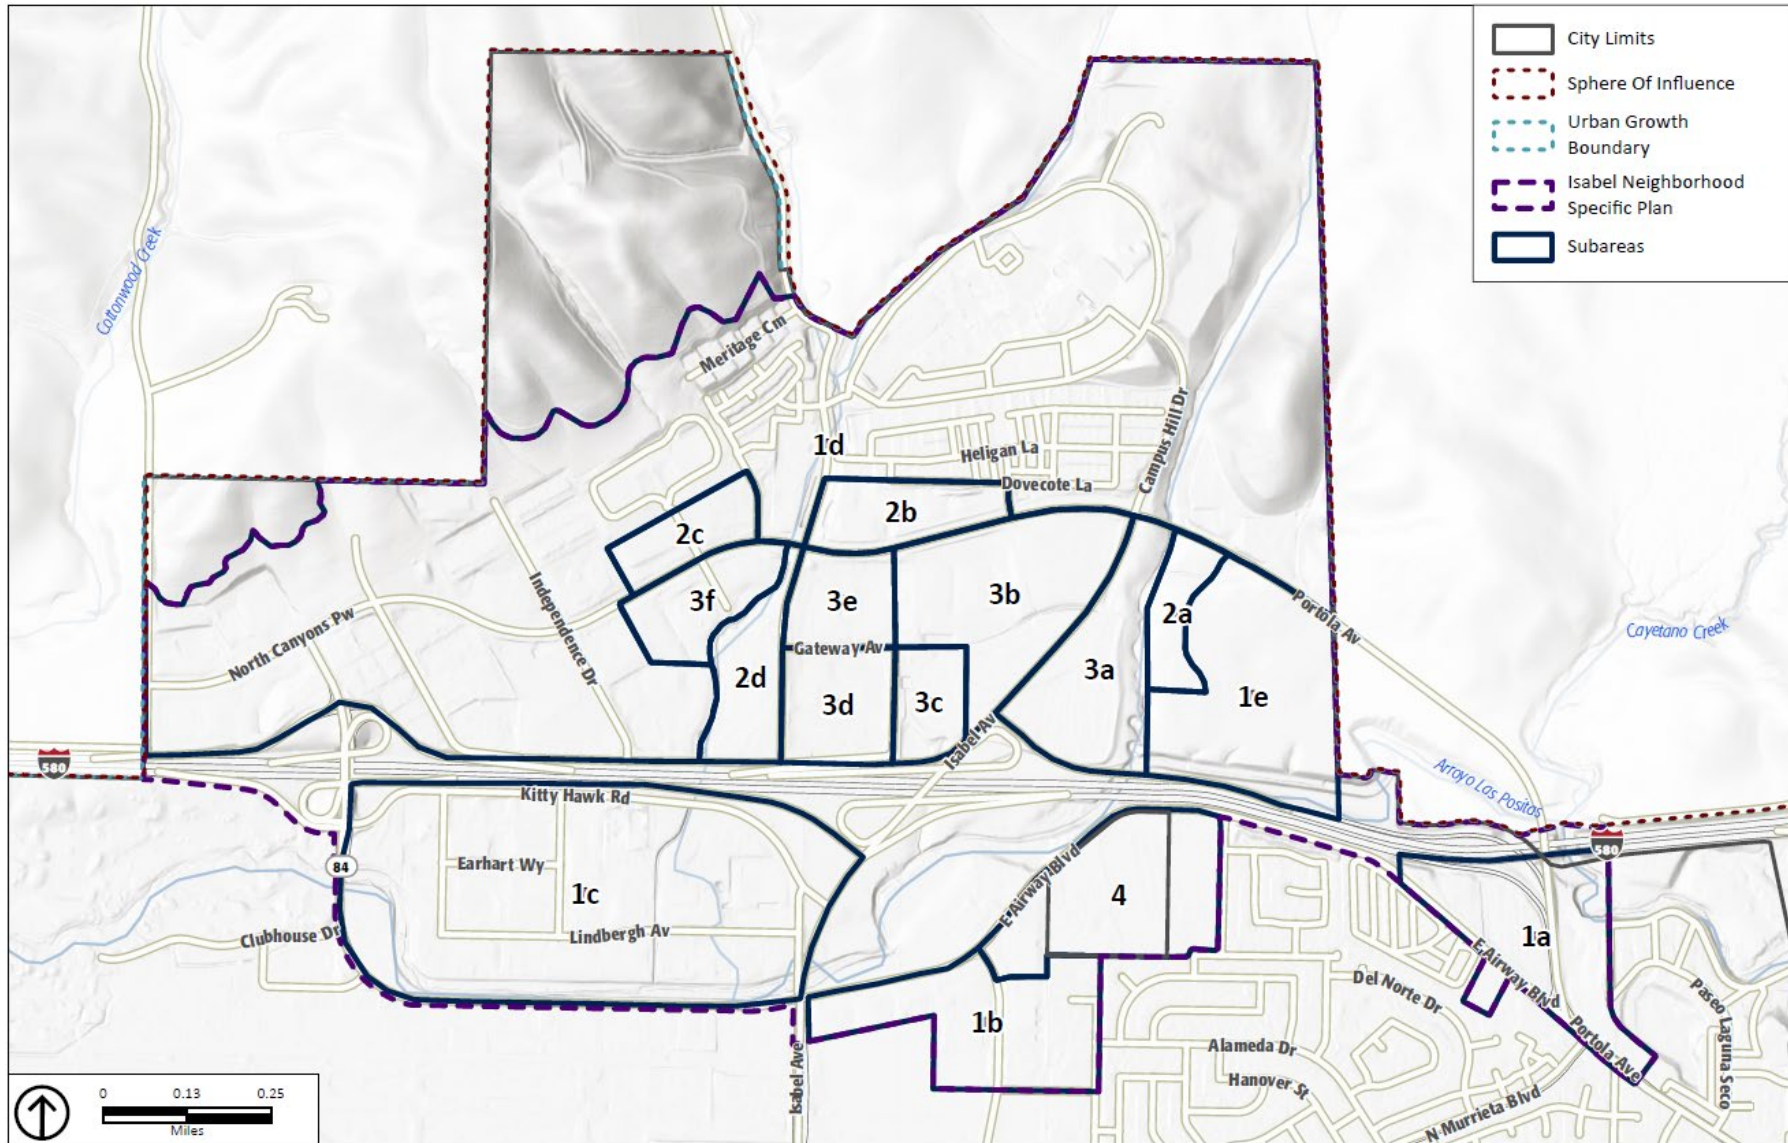 City Limits
Sphere Of Influence
Urban Growth
Boundary
Isabel Neighborhood
Specific Plan
Subareas
Cottonwood Creek
Meritage Cm
1d
Heligan La
Campus Hill Dr
Dovecote La
2b
2c
Independence Dr
3f
3e
3b
2a
Portola Av
North Canyons Pw
Gateway Av
Cayetano Creek
2d
3d
3c
3a
1e
Isabel Av
580
Arroyo Las Positas
Kitty Hawk Rd
580
84
Earhart Wy
1c
E Airway Blvd
4
Clubhouse Dr
Lindbergh Av
1a
E Airway Blvd
Del Norte Dr
Paseo Laguna Seco
1b
Alameda Dr
Portola Ave
Isabel Ave
Hanover St
N Murrieta Blvd
0 0.13 0.25
Miles